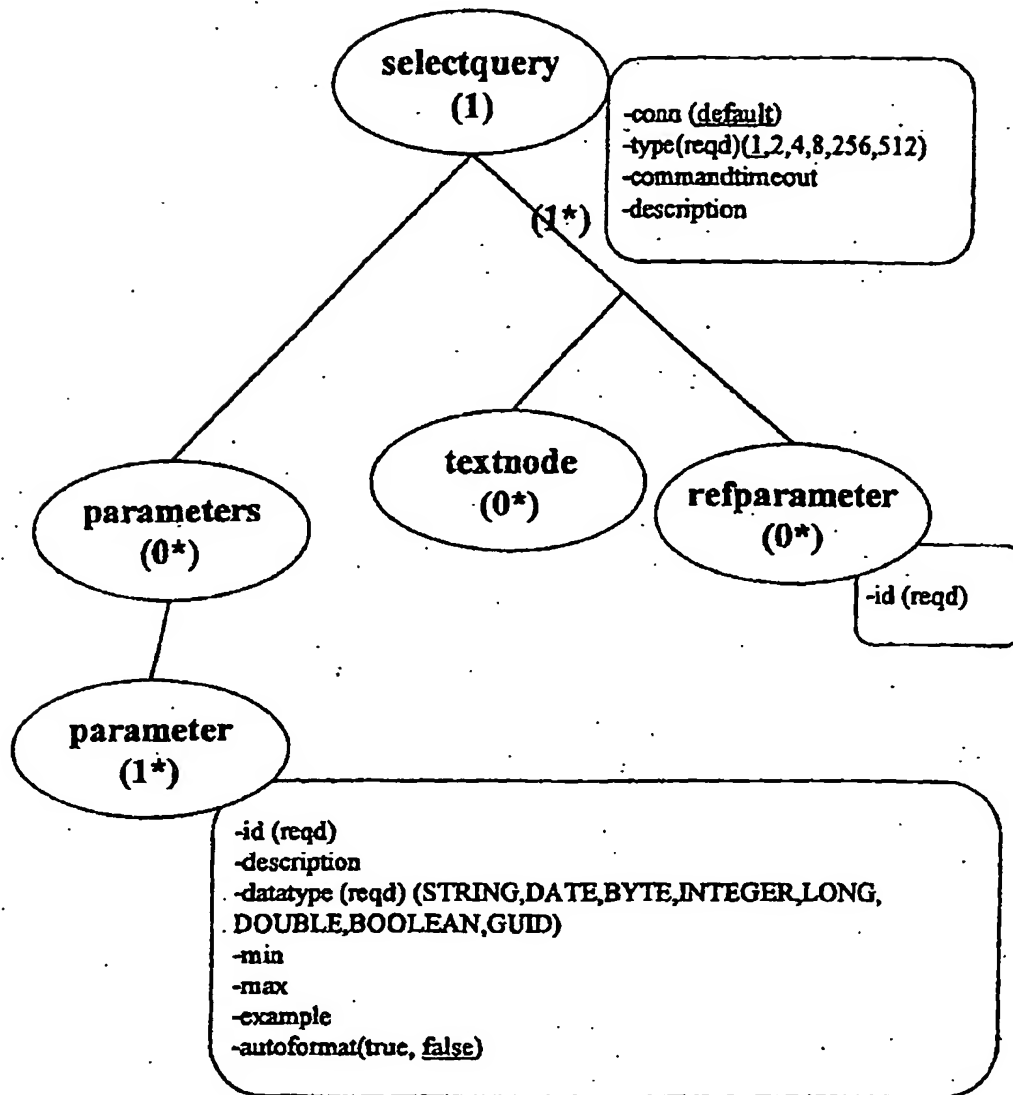 selectquery
(1)
-conn (default)
-type(reqd)(1,2,4,8,256,512)
-commandtimeout
-description
(1*)
textnode
(0*)
parameters
(0*)
refparameter
(0*)
-id (reqd)
parameter
(1*)
-id (reqd)
-description
-datatype (reqd) (STRING,DATE,BYTE,INTEGER,LONG,
DOUBLE,BOOLEAN,GUID)
-min
-max
-example
-autoformat(true, false)